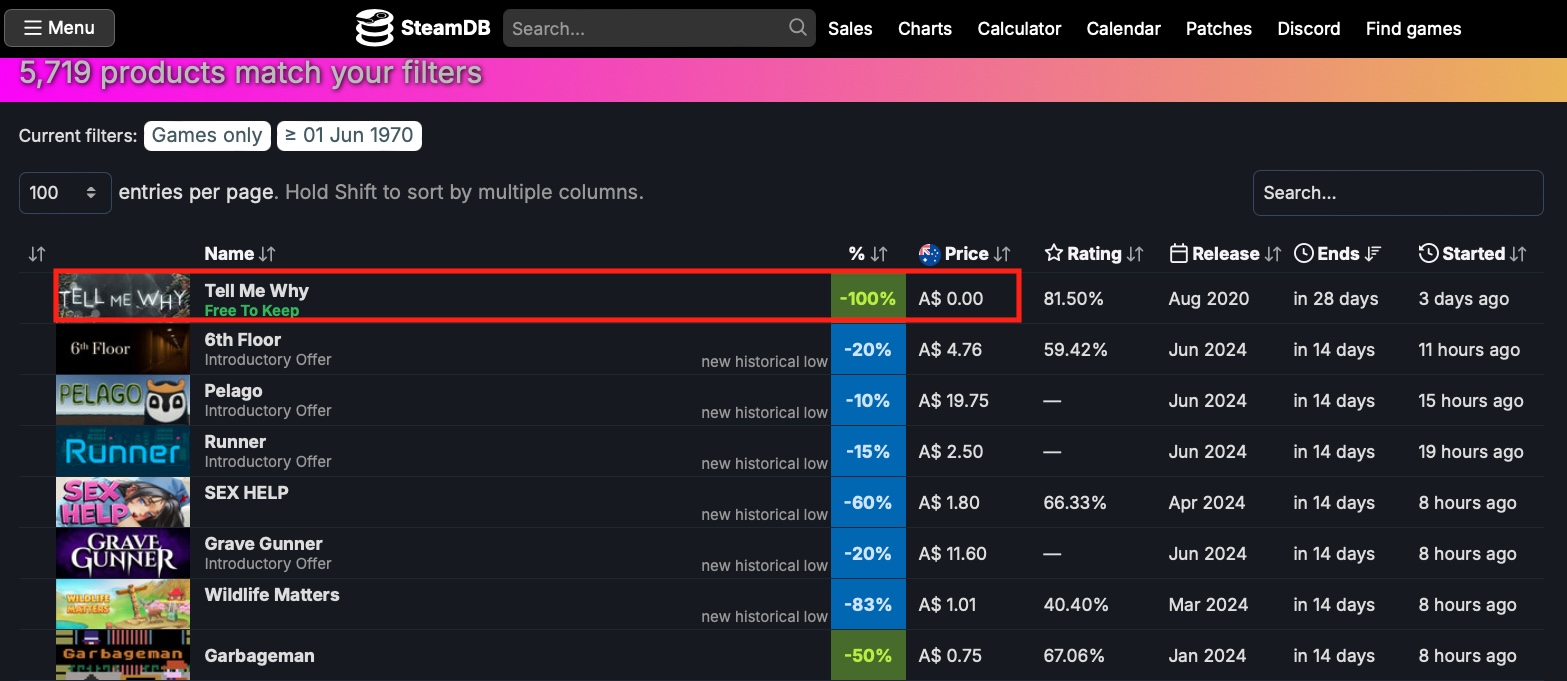 Menu SteamDB Search... Sales Charts Calculator Calendar Patches Discord Find games
5,719 products match your filters
Current filters: Games only ≥ 01 Jun 1970
100 entries per page. Hold Shift to sort by multiple columns. Search...
Name % Price Rating Release Ends Started
TELL ME WHY Tell Me Why -100% A$ 0.00 81.50% Aug 2020 in 28 days 3 days ago
Free To Keep
6th Floor 6th Floor -20% A$ 4.76 59.42% Jun 2024 in 14 days 11 hours ago
Introductory Offer new historical low
PELAGO Pelago -10% A$ 19.75 — Jun 2024 in 14 days 15 hours ago
Introductory Offer new historical low
Runner Runner -15% A$ 2.50 — Jun 2024 in 14 days 19 hours ago
Introductory Offer new historical low
SEX HELP SEX HELP -60% A$ 1.80 66.33% Apr 2024 in 14 days 8 hours ago
new historical low
GRAVE GUNNER Grave Gunner -20% A$ 11.60 — Jun 2024 in 14 days 8 hours ago
Introductory Offer new historical low
WILDLIFE MATTERS Wildlife Matters -83% A$ 1.01 40.40% Mar 2024 in 14 days 8 hours ago
new historical low
Garbageman Garbageman -50% A$ 0.75 67.06% Jan 2024 in 14 days 8 hours ago